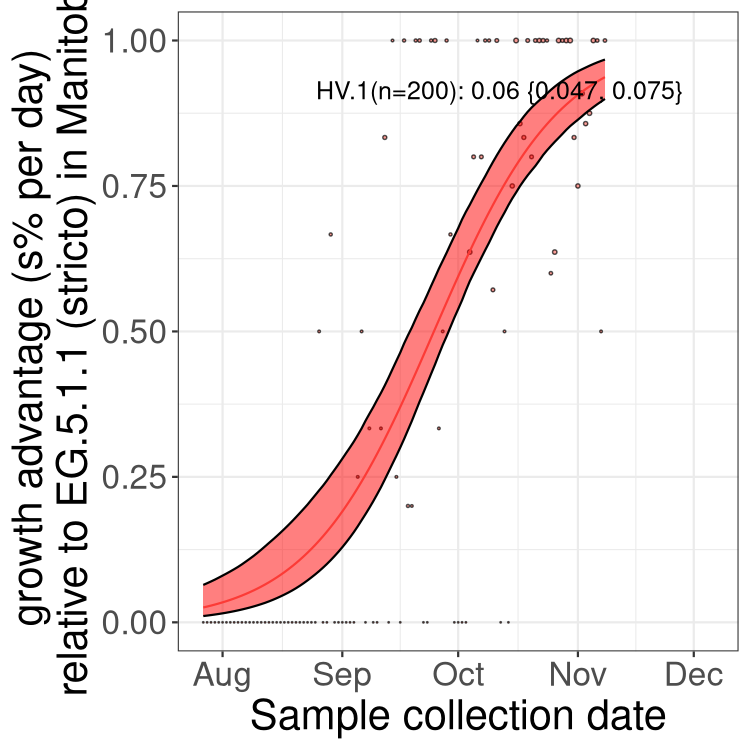 growth advantage (s% per day)
relative to EG.5.1.1 (stricto) in Manitob
1.00
0.75
0.50
0.25
0.00
HV.1(n=200): 0.06 {0.047, 0.075}
Aug Sep Oct Nov Dec
Sample collection date